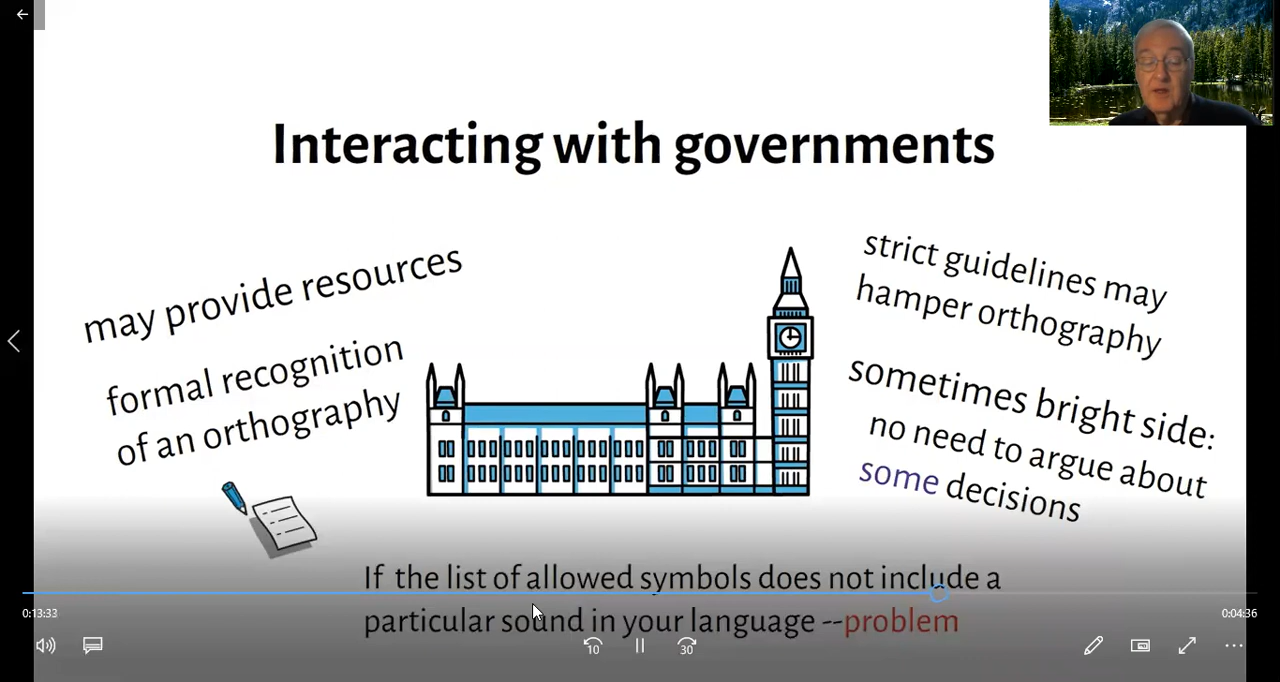 Interacting with governments
may provide resources
formal recognition
of an orthography
strict guidelines may
hamper orthography
sometimes bright side:
no need to argue about
some decisions
If the list of allowed symbols does not include a
particular sound in your language --problem
0:13:33
0:04:36
10
30